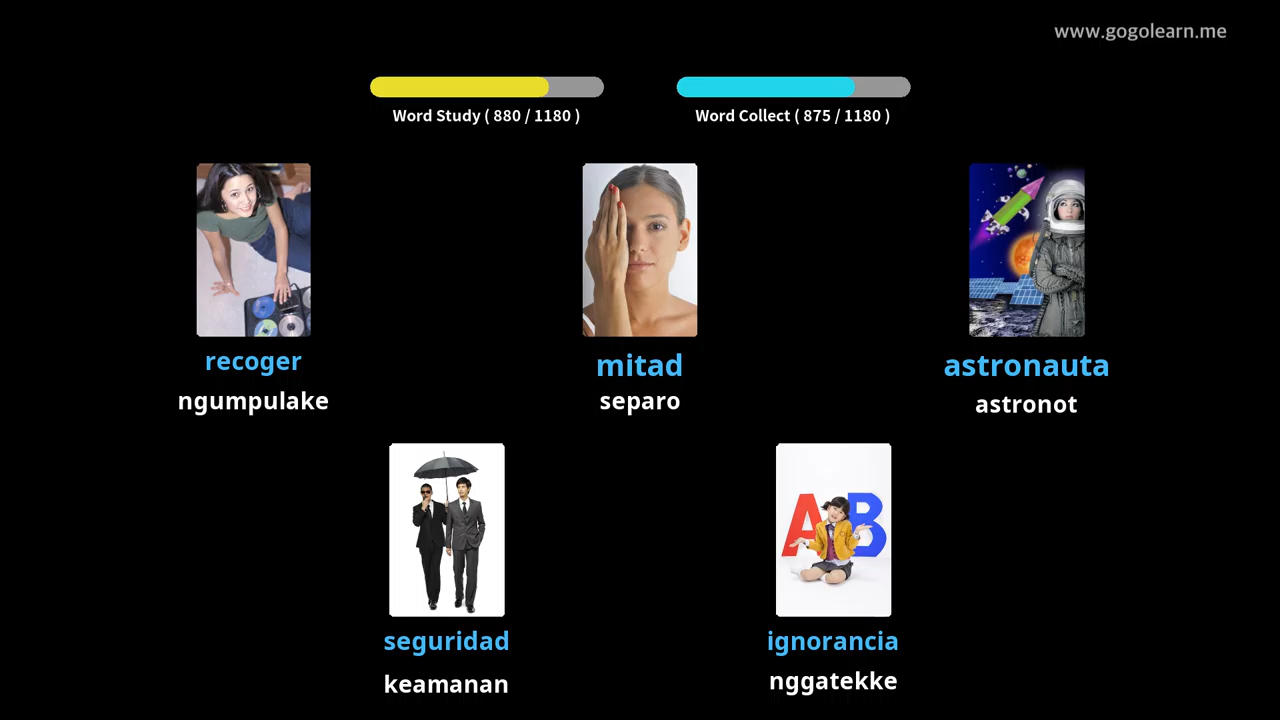 www.gogolearn.me
Word Study ( 880 / 1180 )
Word Collect ( 875 / 1180 )
recoger
ngumpulake
mitad
separo
astronauta
astronot
seguridad
keamanan
A B
ignorancia
nggatekke